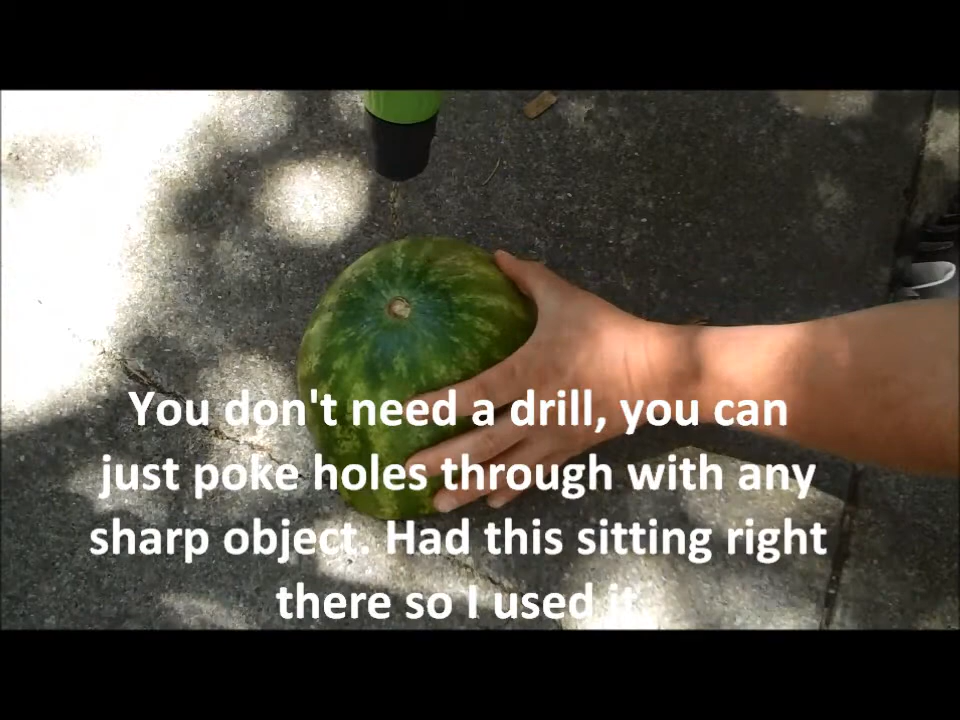 You don't need a drill, you can
just poke holes through with any
sharp object. Had this sitting right
there so I used it.